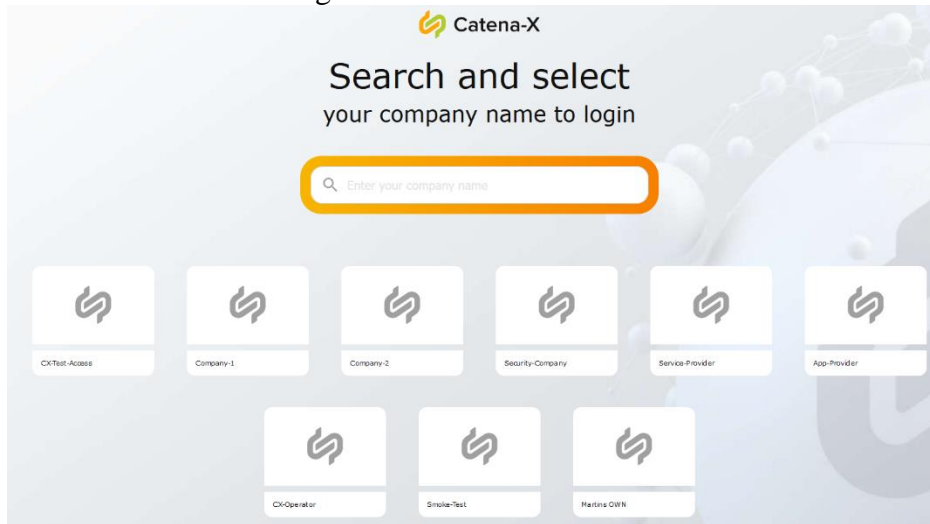 Catena-X
Search and select
your company name to login
Enter your company name
CX-Test-Access
Company-1
Company-2
Security-Company
Service-Provider
App-Provider
CX-Operator
Smoke-Test
Martins OWN